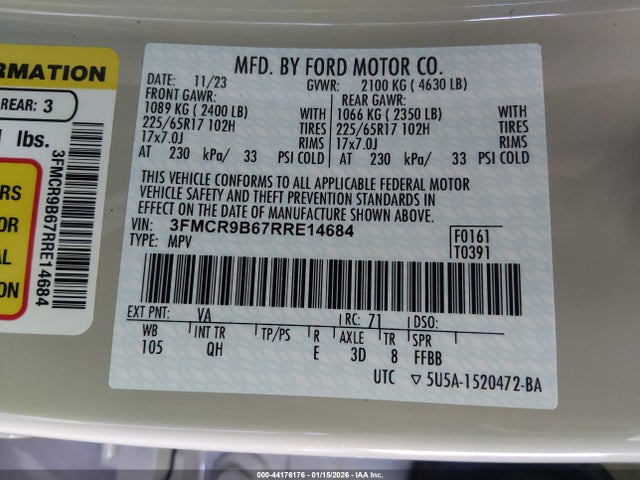 RMATION
REAR: 3
lbs.
RS
OR
AL
ON
3FMCR9B67RRE14684
MFD. BY FORD MOTOR CO.
DATE: 11/23 GVWR: 2100 KG ( 4630 LB)
FRONT GAWR: REAR GAWR:
1089 KG ( 2400 LB) WITH 1066 KG ( 2350 LB) WITH
225/65R17 102H TIRES 225/65R17 102H TIRES
17x7.0J RIMS 17x7.0J RIMS
AT 230 kPa/ 33 PSI COLD AT 230 kPa/ 33 PSI COLD
THIS VEHICLE CONFORMS TO ALL APPLICABLE FEDERAL MOTOR
VEHICLE SAFETY AND THEFT PREVENTION STANDARDS IN
EFFECT ON THE DATE OF MANUFACTURE SHOWN ABOVE.
VIN: 3FMCR9B67RRE14684
TYPE: MPV
F0161
T0391
EXT PNT: VA RC: 71 DSO:
WB INT TR TP/PS R AXLE TR SPR
105 QH E 3D 8 FFBB
UTC ▽ 5U5A-1520472-BA
000-44176176 - 01/15/2026 - IAA Inc.